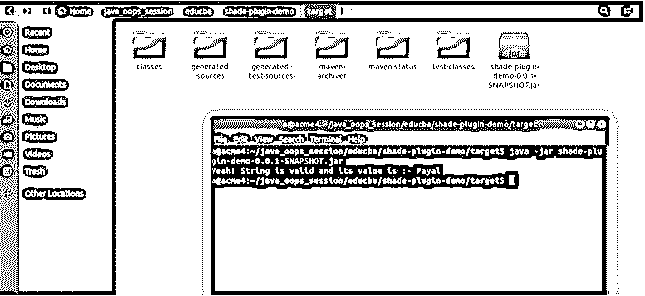 Home java_oops_session educba shade-plugin-demo target
Recent
Home
Desktop
Documents
Downloads
Music
Pictures
Videos
Trash
Other Locations
classes
generated-sources
generated-test-sources
maven-archiver
maven-status
test-classes
shade-plugin-demo-0.0.1-SNAPSHOT.jar
a@acme4:~/java_oops_session/educba/shade-plugin-demo/target
File Edit View Search Terminal Help
a@acme4:~/java_oops_session/educba/shade-plugin-demo/target$ java -jar shade-plu
gin-demo-0.0.1-SNAPSHOT.jar
Yeah! String is valid and its value is :- Payal
a@acme4:~/java_oops_session/educba/shade-plugin-demo/target$